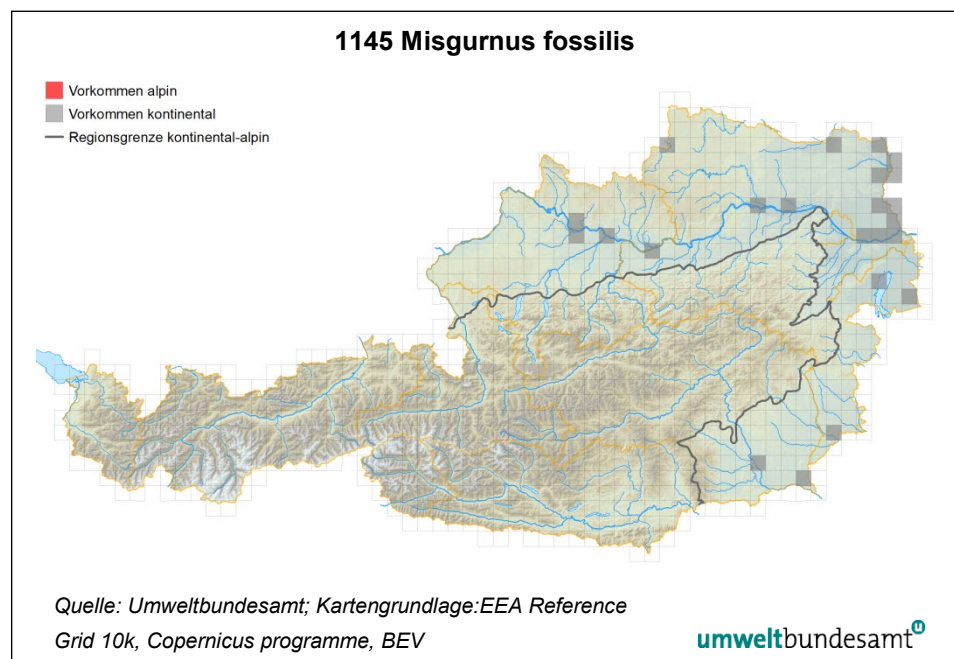 1145 Misgurnus fossilis
Vorkommen alpin
Vorkommen kontinental
Regionsgrenze kontinental-alpin
Quelle: Umweltbundesamt; Kartengrundlage:EEA Reference
Grid 10k, Copernicus programme, BEV
umweltbundesamt u